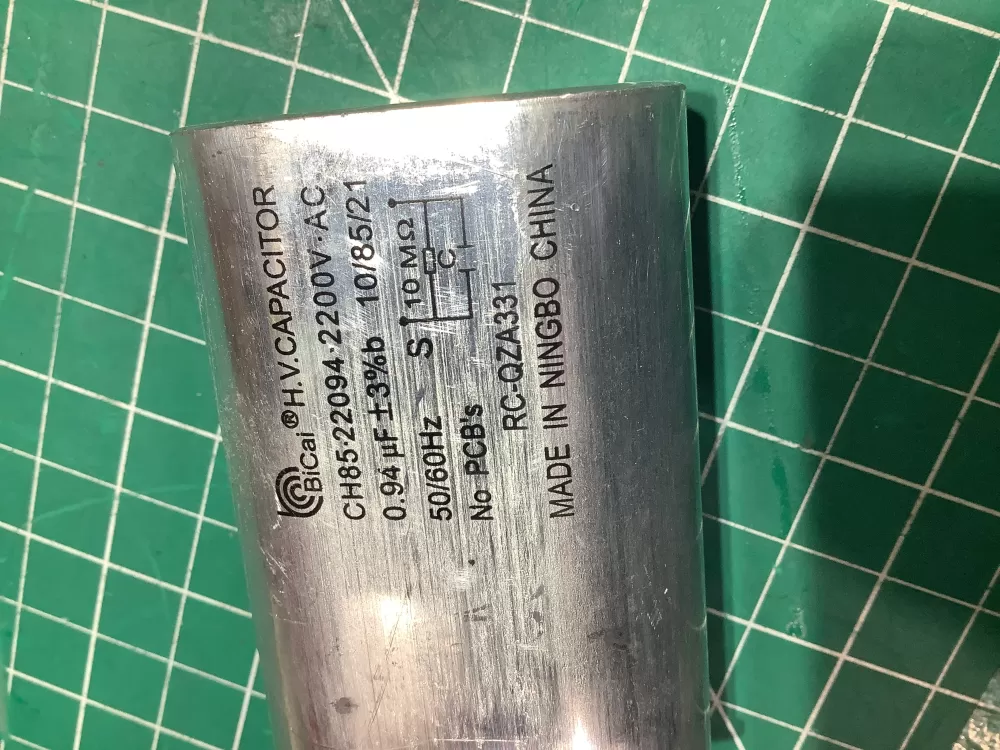 BiCai ® H.V.CAPACITOR
CH85·22094·2200V·AC
0.94 µF ±3%b 10/85/21
50/60Hz S 10 MΩ
C
No PCB's
RC-QZA331
MADE IN NINGBO CHINA